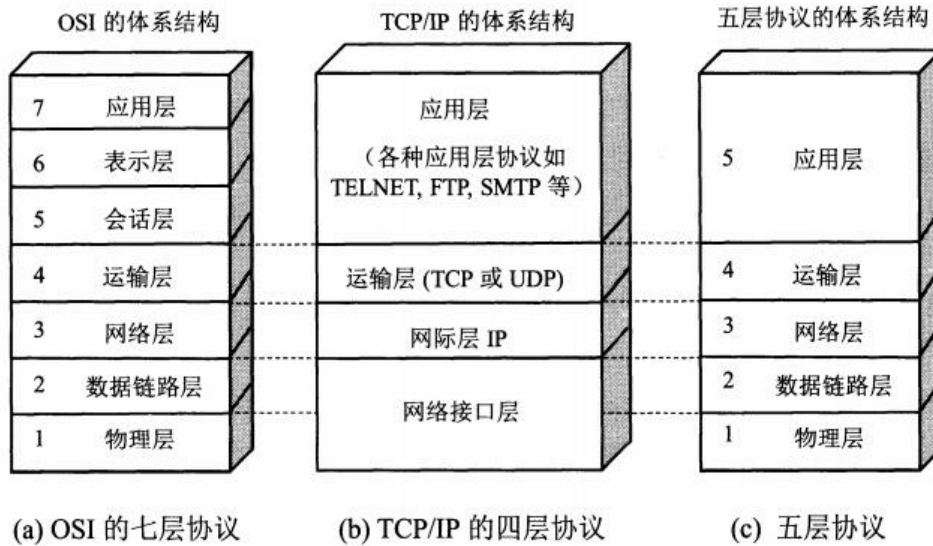 OSI 的体系结构
7 应用层
6 表示层
5 会话层
4 运输层
3 网络层
2 数据链路层
1 物理层
(a) OSI 的七层协议
TCP/IP 的体系结构
应用层
（各种应用层协议如
TELNET, FTP, SMTP 等）
运输层 (TCP 或 UDP)
网际层 IP
网络接口层
(b) TCP/IP 的四层协议
五层协议的体系结构
5 应用层
4 运输层
3 网络层
2 数据链路层
1 物理层
(c) 五层协议